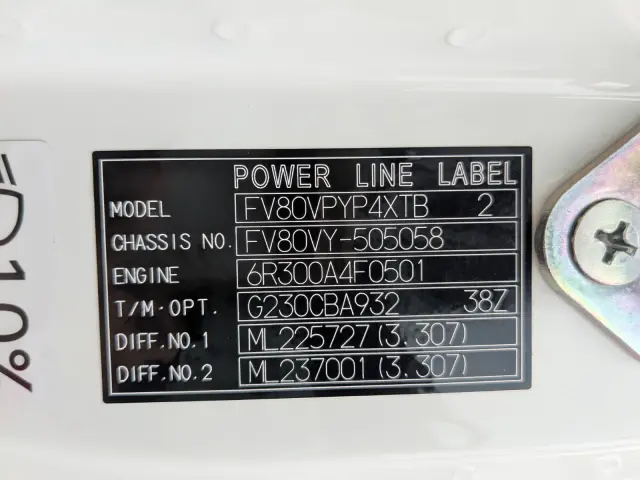 POWER LINE LABEL
MODEL FV80VPYP4XTB 2
CHASSIS NO. FV80VY-505058
ENGINE 6R300A4F0501
T/M·OPT. G230CBA932 38Z
DIFF.NO.1 ML225727(3.307)
DIFF.NO.2 ML237001(3.307)
D10%